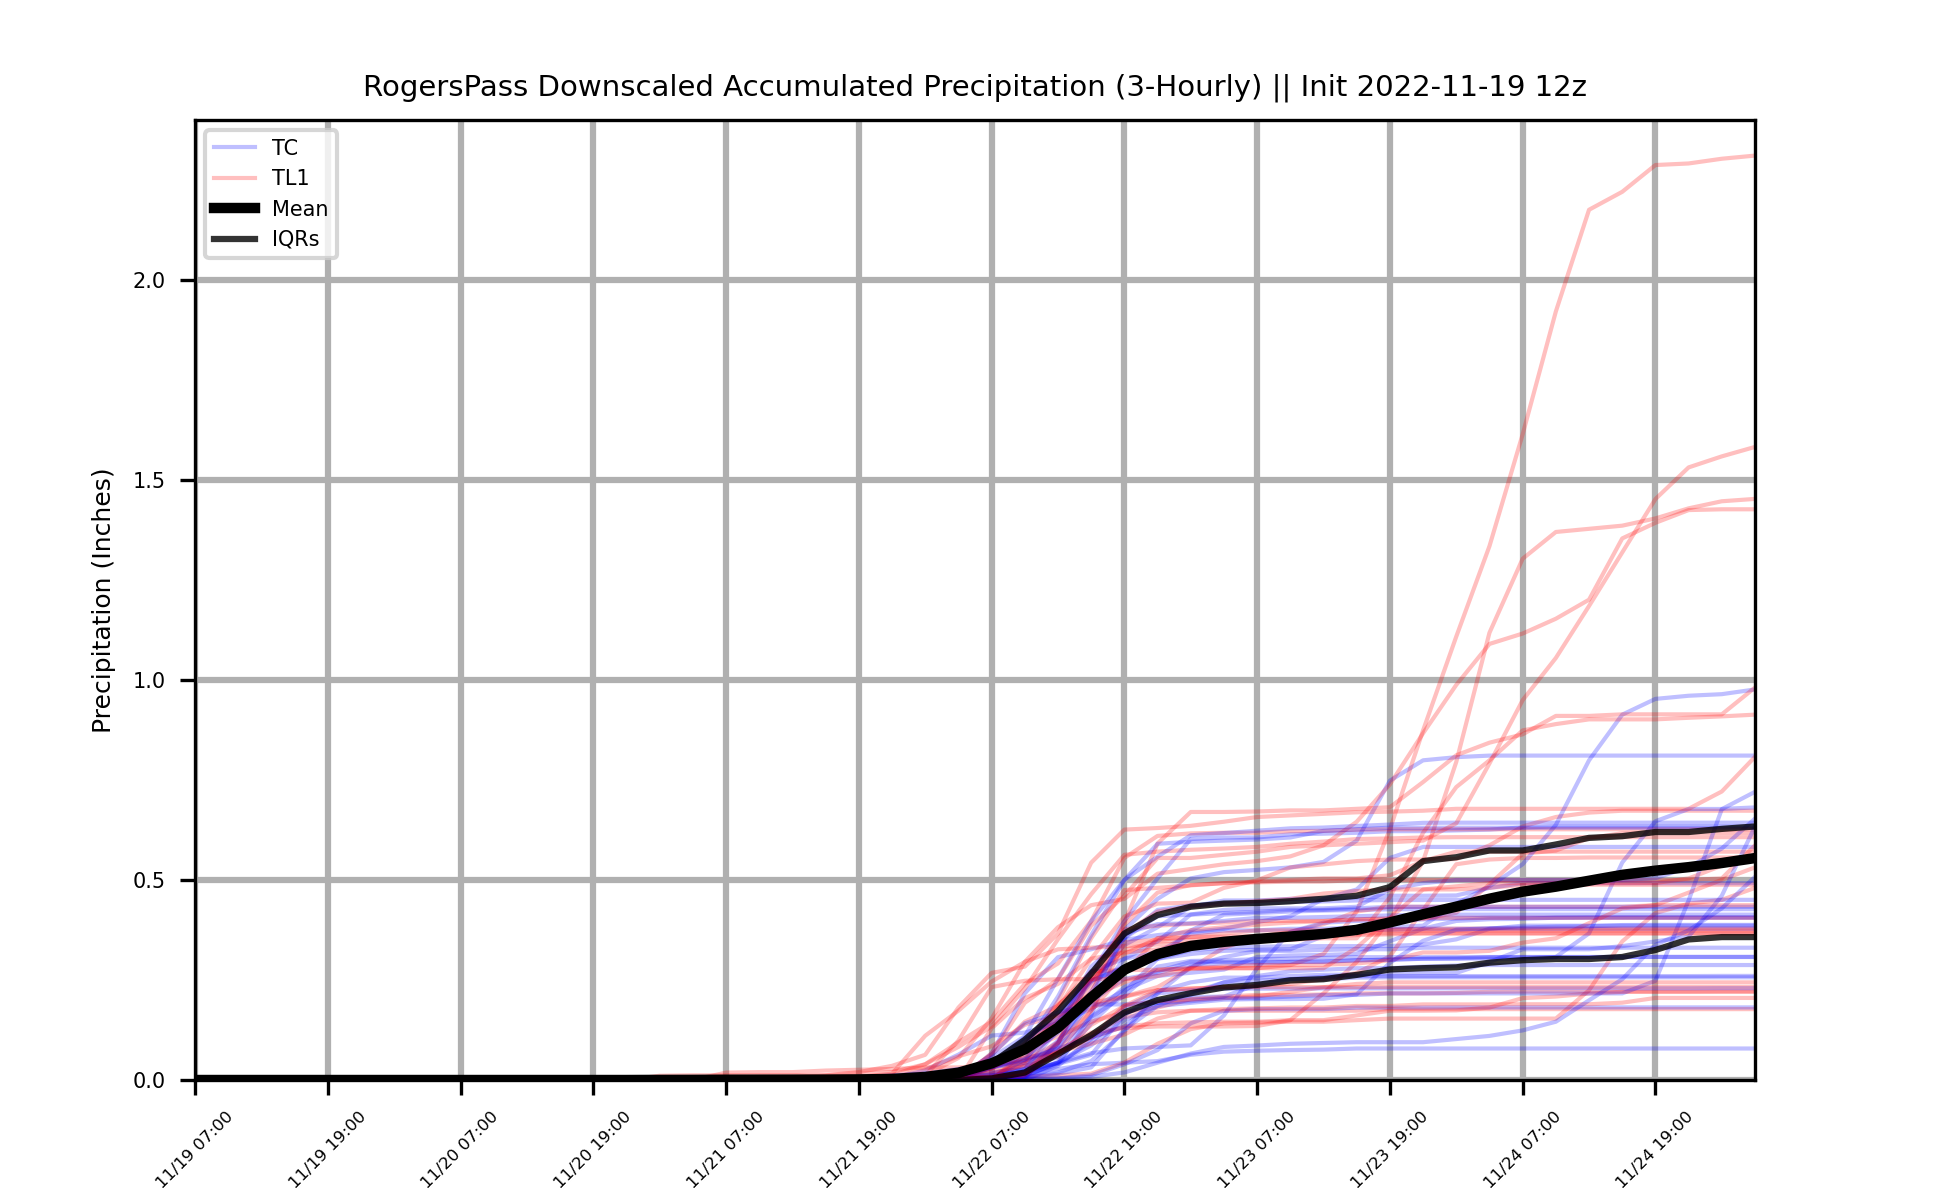 RogersPass Downscaled Accumulated Precipitation (3-Hourly) || Init 2022-11-19 12z
TC
TL1
Mean
IQRs
Precipitation (Inches)
2.0
1.5
1.0
0.5
0.0
11/19 07:00
11/19 19:00
11/20 07:00
11/20 19:00
11/21 07:00
11/21 19:00
11/22 07:00
11/22 19:00
11/23 07:00
11/23 19:00
11/24 07:00
11/24 19:00